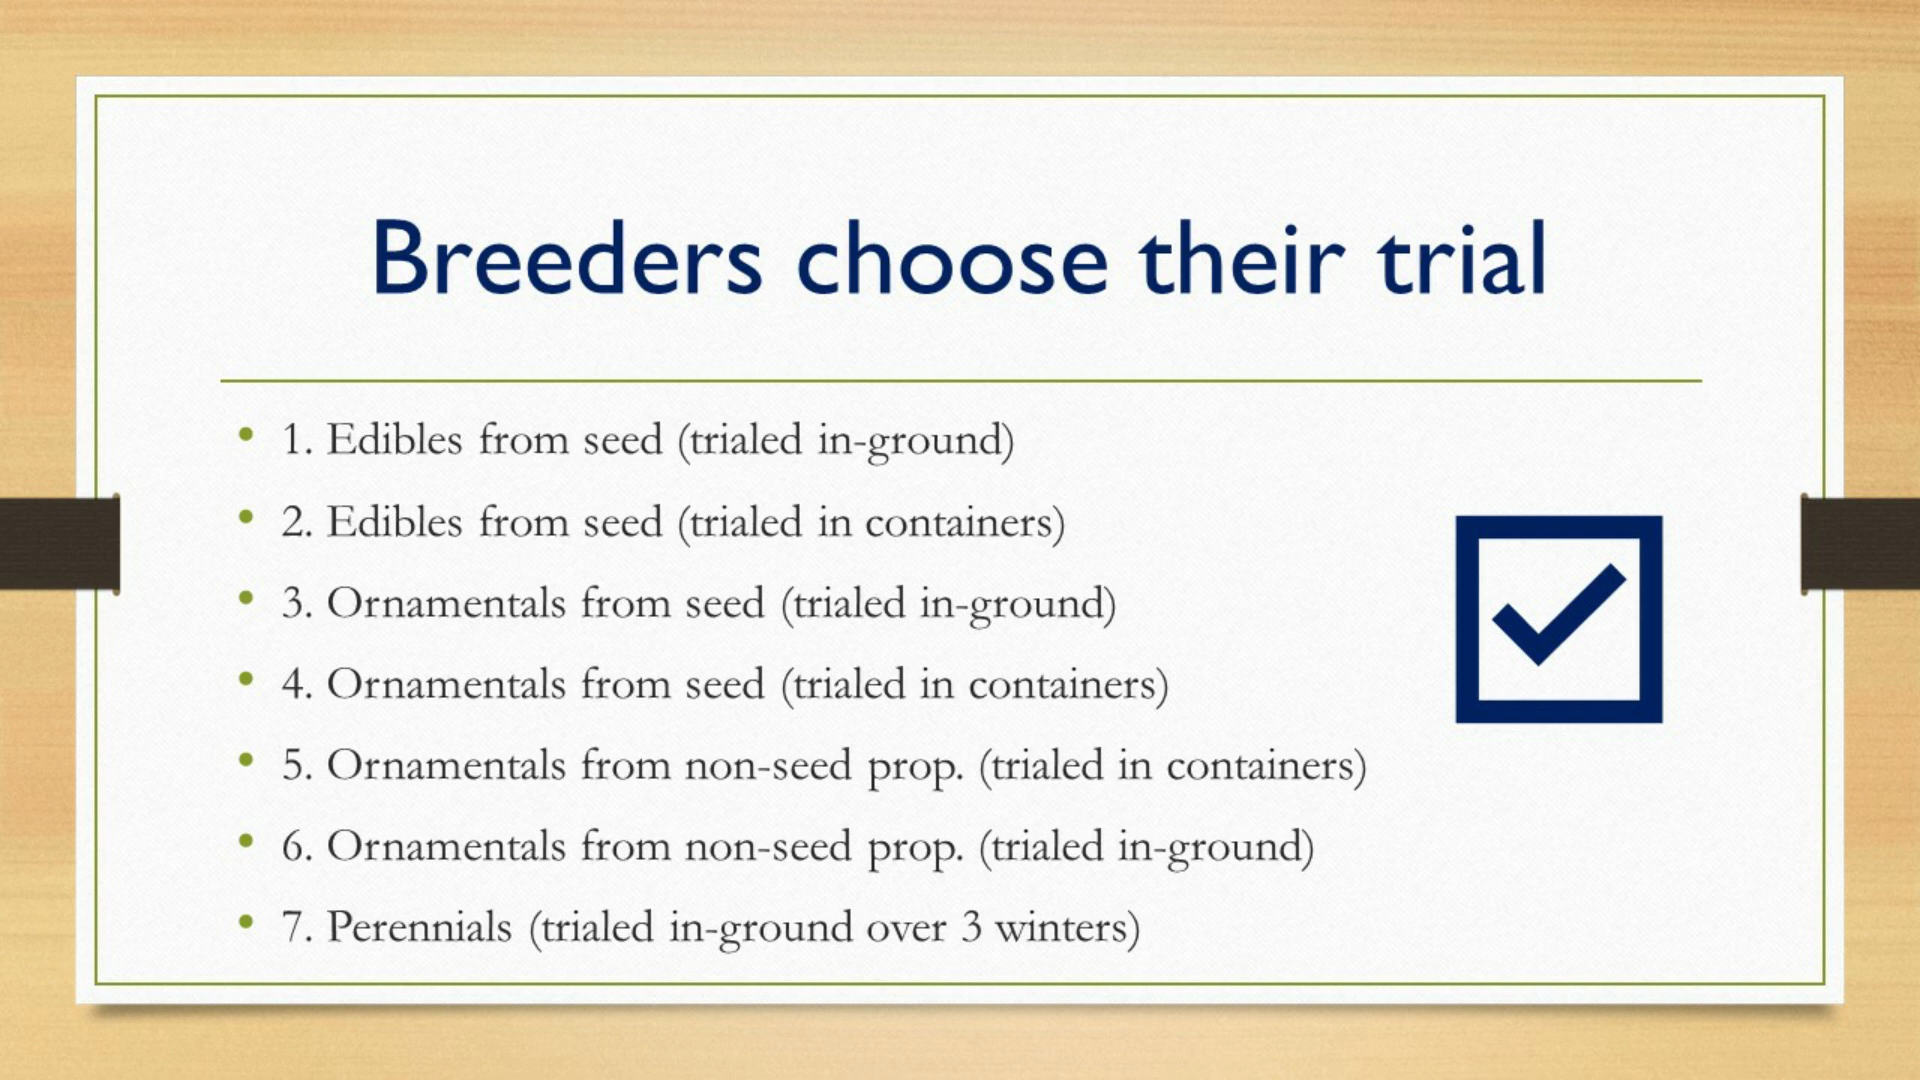 Breeders choose their trial
• 1. Edibles from seed (trialed in-ground)
• 2. Edibles from seed (trialed in containers)
• 3. Ornamentals from seed (trialed in-ground)
• 4. Ornamentals from seed (trialed in containers)
• 5. Ornamentals from non-seed prop. (trialed in containers)
• 6. Ornamentals from non-seed prop. (trialed in-ground)
• 7. Perennials (trialed in-ground over 3 winters)